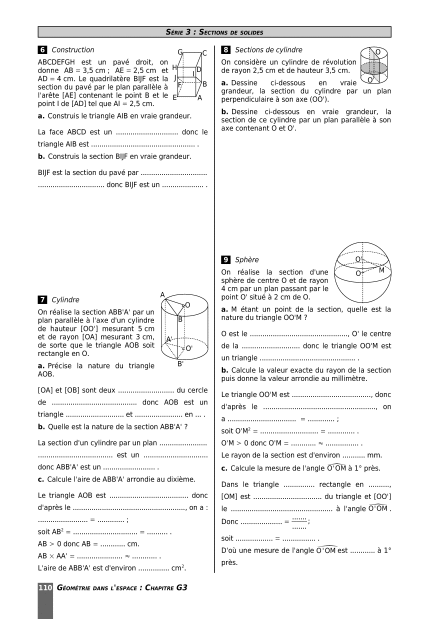 SÉRIE 3 : SECTIONS DE SOLIDES
6 Construction
ABCDEFGH est un pavé droit, on
donne AB = 3,5 cm ; AE = 2,5 cm et
AD = 4 cm. Le quadrilatère BIJF est la
section du pavé par le plan parallèle à
l'arête [AE] contenant le point B et le
point I de [AD] tel que AI = 2,5 cm.
G C H D J I F B E A
a. Construis le triangle AIB en vraie grandeur.
La face ABCD est un ............................ donc le
triangle AIB est ............................................... .
b. Construis la section BIJF en vraie grandeur.
BIJF est la section du pavé par ..............................
.............................. donc BIJF est un ................... .
7 Cylindre
On réalise la section ABB'A' par un
plan parallèle à l'axe d'un cylindre
de hauteur [OO'] mesurant 5 cm
et de rayon [OA] mesurant 3 cm,
de sorte que le triangle AOB soit
rectangle en O.
A O B A' O' B'
a. Précise la nature du triangle
AOB.
[OA] et [OB] sont deux ......................... du cercle
de ...................................... donc AOB est un
triangle .......................... et ..................... en ... .
b. Quelle est la nature de la section ABB'A' ?
La section d'un cylindre par un plan .....................
.................................. est un .............................
donc ABB'A' est un ........................ .
c. Calcule l'aire de ABB'A' arrondie au dixième.
Le triangle AOB est ................................... donc
d'après le ..................................................., on a :
....................... = ............ ;
soit AB² = ............................. = ......... .
AB > 0 donc AB = ........... cm.
AB × AA' = ..................... ≈ ............ .
L'aire de ABB'A' est d'environ .............. cm².
8 Sections de cylindre
On considère un cylindre de révolution
de rayon 2,5 cm et de hauteur 3,5 cm.
O O'
a. Dessine ci-dessous en vraie
grandeur, la section du cylindre par un plan
perpendiculaire à son axe (OO').
b. Dessine ci-dessous en vraie grandeur, la
section de ce cylindre par un plan parallèle à son
axe contenant O et O'.
9 Sphère
On réalise la section d'une
sphère de centre O et de rayon
4 cm par un plan passant par le
point O' situé à 2 cm de O.
O' M O
a. M étant un point de la section, quelle est la
nature du triangle OO'M ?
O est le ............................................, O' le centre
de la .......................... donc le triangle OO'M est
un triangle ........................................... .
b. Calcule la valeur exacte du rayon de la section
puis donne la valeur arrondie au millimètre.
Le triangle OO'M est ................................., donc
d'après le ................................................., on
a ................................ = ............ ;
soit O'M² = .......................... = ............ .
O'M > 0 donc O'M = ........... ≈ ............... .
Le rayon de la section est d'environ .......... mm.
c. Calcule la mesure de l'angle O'OM à 1° près.
Dans le triangle .............. rectangle en .........,
[OM] est ............................... du triangle et [OO']
le .............................................. à l'angle O'OM .
Donc ................... = ....... / ....... ;
soit ................ = ............... .
D'où une mesure de l'angle O'OM est ........... à 1°
près.
110 GÉOMÉTRIE DANS L'ESPACE : CHAPITRE G3